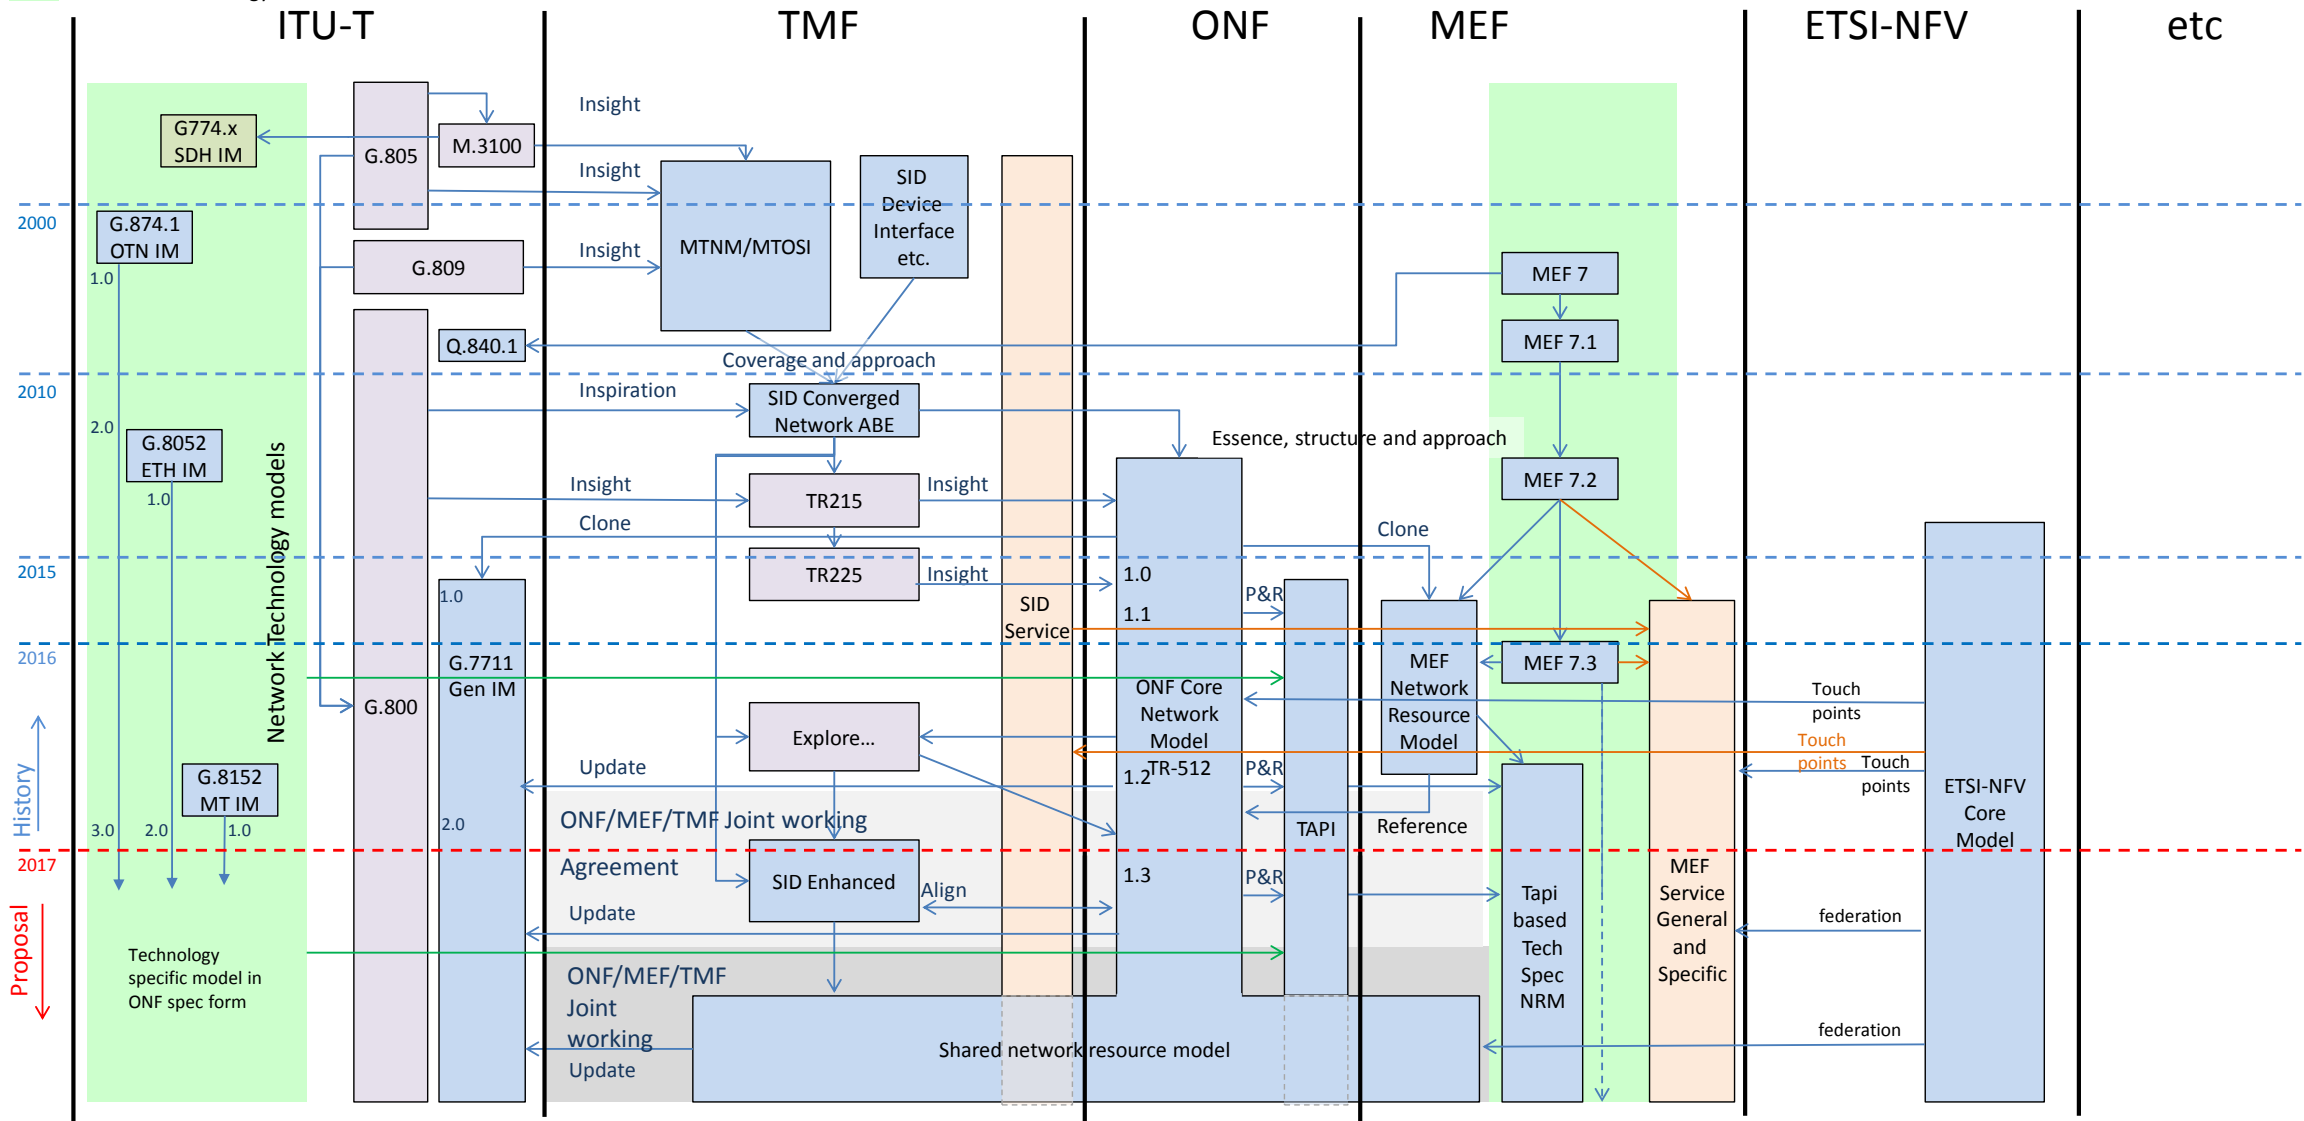 ITU-T
TMF
ONF
MEF
ETSI-NFV
etc
G774.x
SDH IM
G.805
M.3100
Insight
Insight
SID
Device
Interface
etc.
2000
G.874.1
OTN IM
1.0
G.809
Insight
MTNM/MTOSI
MEF 7
Q.840.1
MEF 7.1
Coverage and approach
2010
Inspiration
SID Converged
Network ABE
2.0
G.8052
ETH IM
1.0
Essence, structure and approach
Network Technology models
Insight
TR215
Insight
MEF 7.2
Clone
Clone
2015
TR225
Insight
1.0
1.0
P&R
1.1
SID
Service
2016
G.7711
Gen IM
MEF
Network
Resource
Model
MEF 7.3
G.800
ONF Core
Network
Model
TR-512
Touch
points
Explore...
Touch
points
Touch
points
History
Update
1.2
P&R
G.8152
MT IM
ETSI-NFV
Core
Model
3.0
2.0
1.0
2.0
ONF/MEF/TMF Joint working
Agreement
TAPI
Reference
2017
SID Enhanced
Align
1.3
P&R
Tapi
based
Tech
Spec
NRM
MEF
Service
General
and
Specific
Update
federation
Proposal
Technology
specific model in
ONF spec form
ONF/MEF/TMF
Joint
working
Update
Shared network resource model
federation